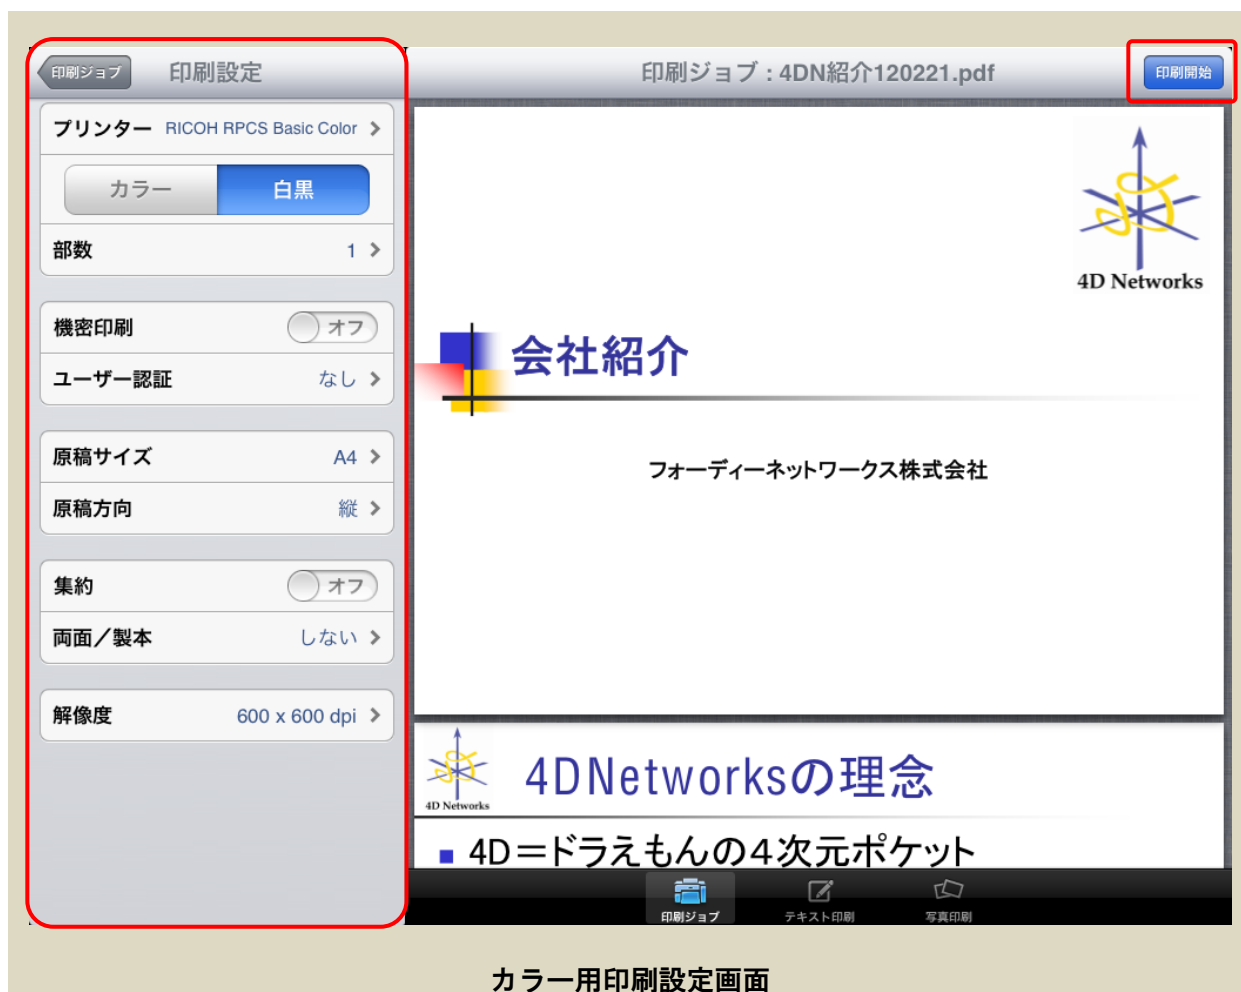 印刷ジョブ 印刷設定
印刷ジョブ : 4DN紹介120221.pdf
印刷開始
プリンター RICOH RPCS Basic Color
カラー 白黒
部数 1
機密印刷 オフ
ユーザー認証 なし
原稿サイズ A4
原稿方向 縦
集約 オフ
両面／製本 しない
解像度 600 x 600 dpi
4D Networks
会社紹介
フォーディーネットワークス株式会社
4D Networks
4DNetworksの理念
■ 4D＝ドラえもんの４次元ポケット
印刷ジョブ テキスト印刷 写真印刷
カラー用印刷設定画面